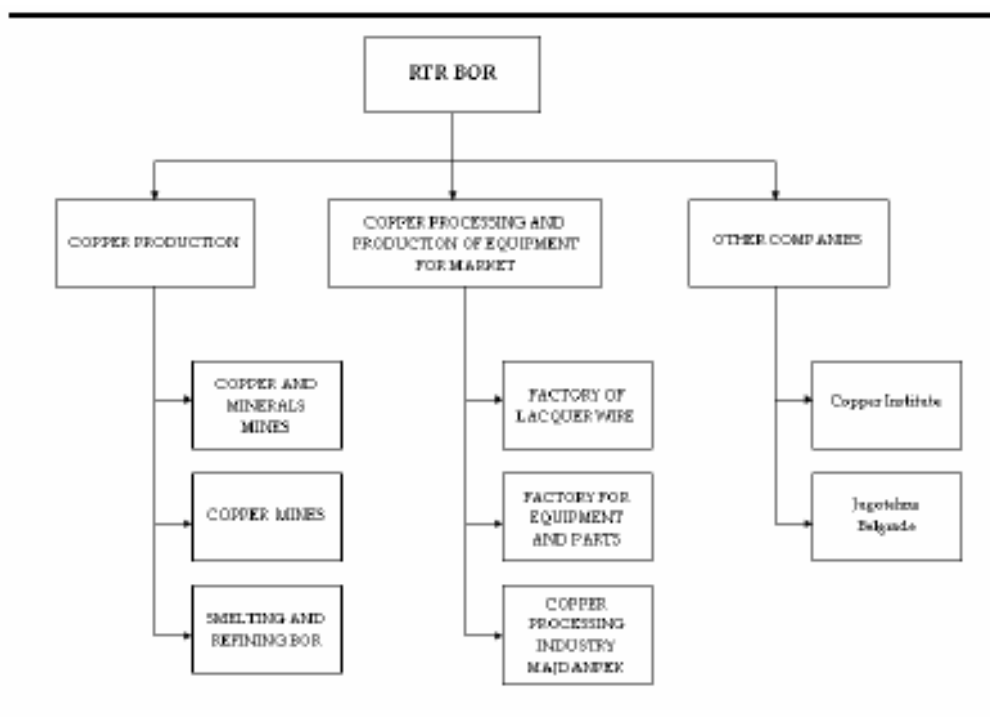 RTR BOR
COPPER PRODUCTION
COPPER PROCESSING AND
PRODUCTION OF EQUIPMENT
FOR MARKET
OTHER COMPANIES
COPPER AND
MINERALS
MINES
COPPER MINES
SMELTING AND
REFINING BOR
FACTORY OF
LACQUER WIRE
FACTORY FOR
EQUIPMENT
AND PARTS
COPPER
PROCESSING
INDUSTRY
MAJDANPEK
Copper Institute
Belgrade